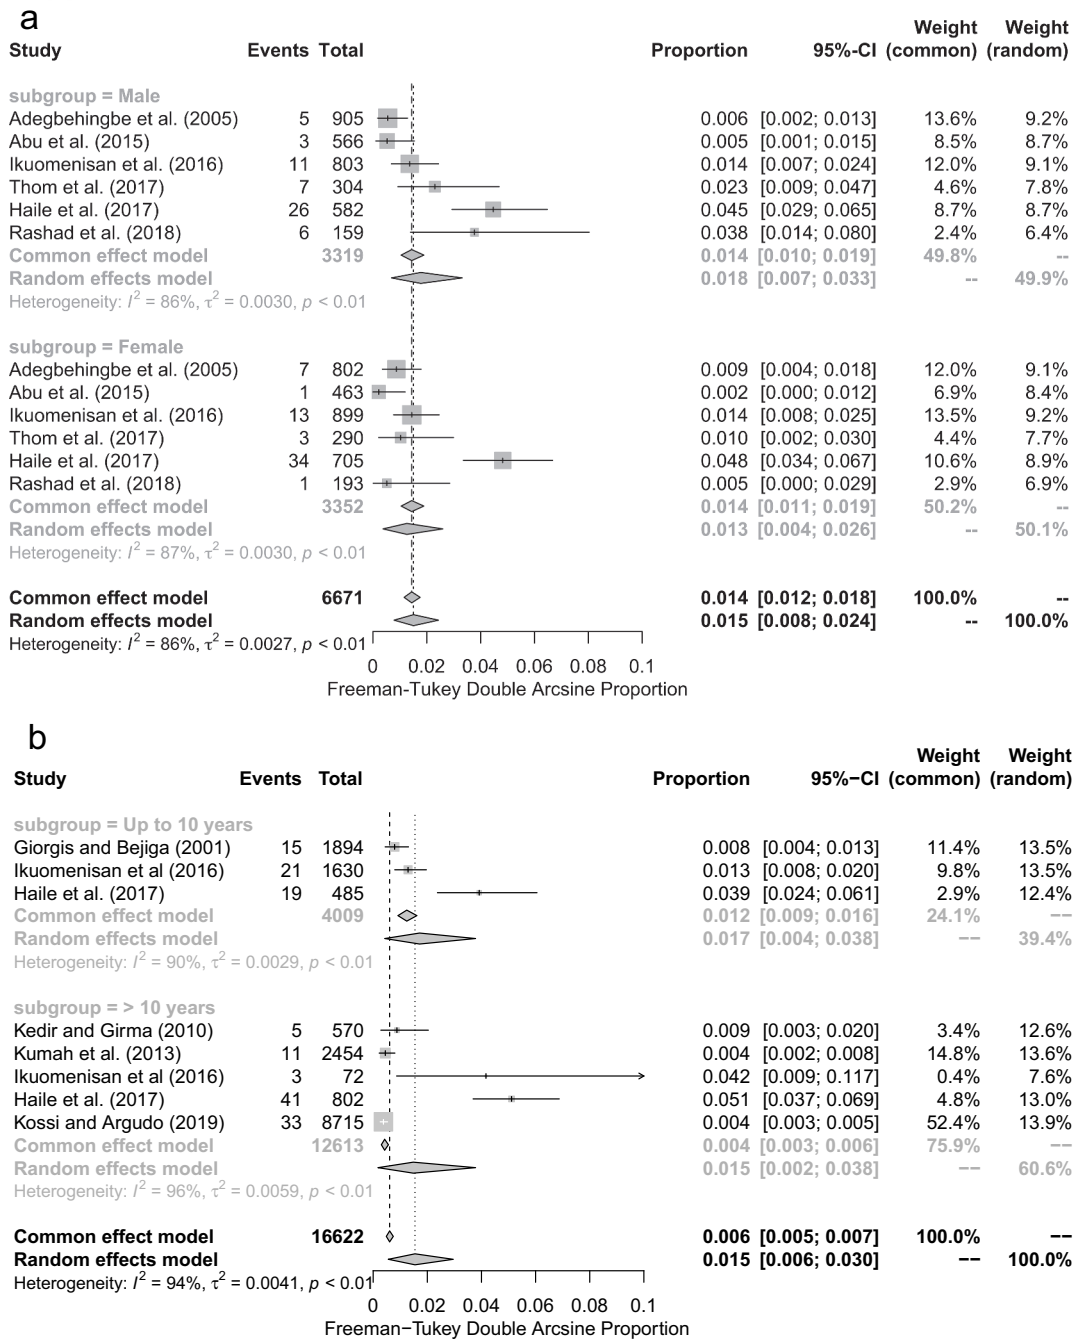 a
Weight Weight
Study Events Total Proportion 95%-CI (common) (random)
subgroup = Male
Adegbehingbe et al. (2005) 5 905 0.006 [0.002; 0.013] 13.6% 9.2%
Abu et al. (2015) 3 566 0.005 [0.001; 0.015] 8.5% 8.7%
Ikuomenisan et al. (2016) 11 803 0.014 [0.007; 0.024] 12.0% 9.1%
Thom et al. (2017) 7 304 0.023 [0.009; 0.047] 4.6% 7.8%
Haile et al. (2017) 26 582 0.045 [0.029; 0.065] 8.7% 8.7%
Rashad et al. (2018) 6 159 0.038 [0.014; 0.080] 2.4% 6.4%
Common effect model 3319 0.014 [0.010; 0.019] 49.8% --
Random effects model 0.018 [0.007; 0.033] -- 49.9%
Heterogeneity: I² = 86%, τ² = 0.0030, p < 0.01
subgroup = Female
Adegbehingbe et al. (2005) 7 802 0.009 [0.004; 0.018] 12.0% 9.1%
Abu et al. (2015) 1 463 0.002 [0.000; 0.012] 6.9% 8.4%
Ikuomenisan et al. (2016) 13 899 0.014 [0.008; 0.025] 13.5% 9.2%
Thom et al. (2017) 3 290 0.010 [0.002; 0.030] 4.4% 7.7%
Haile et al. (2017) 34 705 0.048 [0.034; 0.067] 10.6% 8.9%
Rashad et al. (2018) 1 193 0.005 [0.000; 0.029] 2.9% 6.9%
Common effect model 3352 0.014 [0.011; 0.019] 50.2% --
Random effects model 0.013 [0.004; 0.026] -- 50.1%
Heterogeneity: I² = 87%, τ² = 0.0030, p < 0.01
Common effect model 6671 0.014 [0.012; 0.018] 100.0% --
Random effects model 0.015 [0.008; 0.024] -- 100.0%
Heterogeneity: I² = 86%, τ² = 0.0027, p < 0.01
0 0.02 0.04 0.06 0.08 0.1
Freeman-Tukey Double Arcsine Proportion
b
Weight Weight
Study Events Total Proportion 95%−CI (common) (random)
subgroup = Up to 10 years
Giorgis and Bejiga (2001) 15 1894 0.008 [0.004; 0.013] 11.4% 13.5%
Ikuomenisan et al (2016) 21 1630 0.013 [0.008; 0.020] 9.8% 13.5%
Haile et al. (2017) 19 485 0.039 [0.024; 0.061] 2.9% 12.4%
Common effect model 4009 0.012 [0.009; 0.016] 24.1% −−
Random effects model 0.017 [0.004; 0.038] −− 39.4%
Heterogeneity: I² = 90%, τ² = 0.0029, p < 0.01
subgroup = > 10 years
Kedir and Girma (2010) 5 570 0.009 [0.003; 0.020] 3.4% 12.6%
Kumah et al. (2013) 11 2454 0.004 [0.002; 0.008] 14.8% 13.6%
Ikuomenisan et al (2016) 3 72 0.042 [0.009; 0.117] 0.4% 7.6%
Haile et al. (2017) 41 802 0.051 [0.037; 0.069] 4.8% 13.0%
Kossi and Argudo (2019) 33 8715 0.004 [0.003; 0.005] 52.4% 13.9%
Common effect model 12613 0.004 [0.003; 0.006] 75.9% −−
Random effects model 0.015 [0.002; 0.038] −− 60.6%
Heterogeneity: I² = 96%, τ² = 0.0059, p < 0.01
Common effect model 16622 0.006 [0.005; 0.007] 100.0% −−
Random effects model 0.015 [0.006; 0.030] −− 100.0%
Heterogeneity: I² = 94%, τ² = 0.0041, p < 0.01
0 0.02 0.04 0.06 0.08 0.1
Freeman−Tukey Double Arcsine Proportion